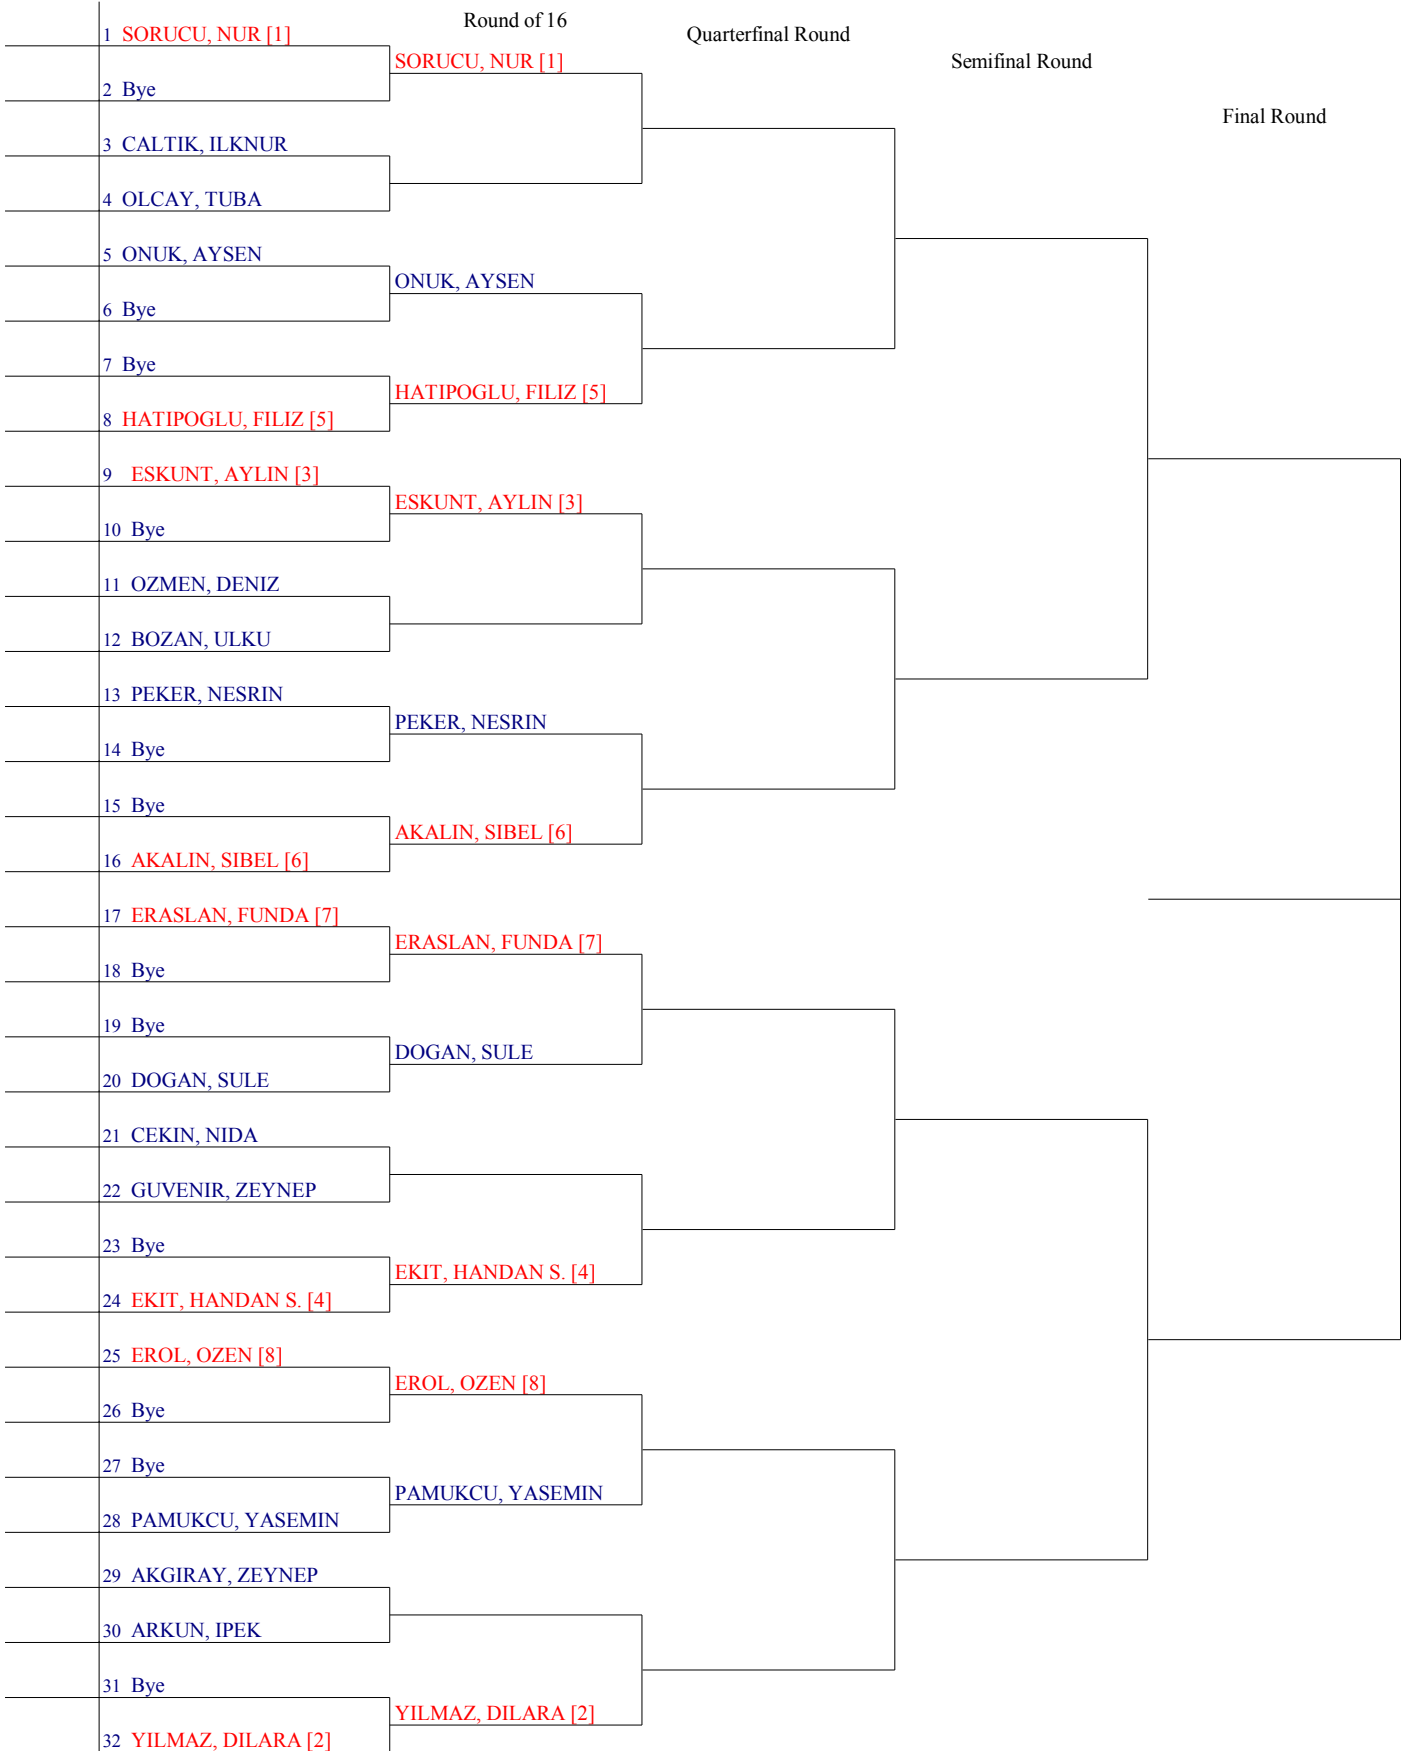 Round of 16
Quarterfinal Round
Semifinal Round
Final Round
1 SORUCU, NUR [1]
SORUCU, NUR [1]
2 Bye
3 CALTIK, ILKNUR
4 OLCAY, TUBA
5 ONUK, AYSEN
ONUK, AYSEN
6 Bye
7 Bye
HATIPOGLU, FILIZ [5]
8 HATIPOGLU, FILIZ [5]
9 ESKUNT, AYLIN [3]
ESKUNT, AYLIN [3]
10 Bye
11 OZMEN, DENIZ
12 BOZAN, ULKU
13 PEKER, NESRIN
PEKER, NESRIN
14 Bye
15 Bye
AKALIN, SIBEL [6]
16 AKALIN, SIBEL [6]
17 ERASLAN, FUNDA [7]
ERASLAN, FUNDA [7]
18 Bye
19 Bye
DOGAN, SULE
20 DOGAN, SULE
21 CEKIN, NIDA
22 GUVENIR, ZEYNEP
23 Bye
EKIT, HANDAN S. [4]
24 EKIT, HANDAN S. [4]
25 EROL, OZEN [8]
EROL, OZEN [8]
26 Bye
27 Bye
PAMUKCU, YASEMIN
28 PAMUKCU, YASEMIN
29 AKGIRAY, ZEYNEP
30 ARKUN, IPEK
31 Bye
YILMAZ, DILARA [2]
32 YILMAZ, DILARA [2]